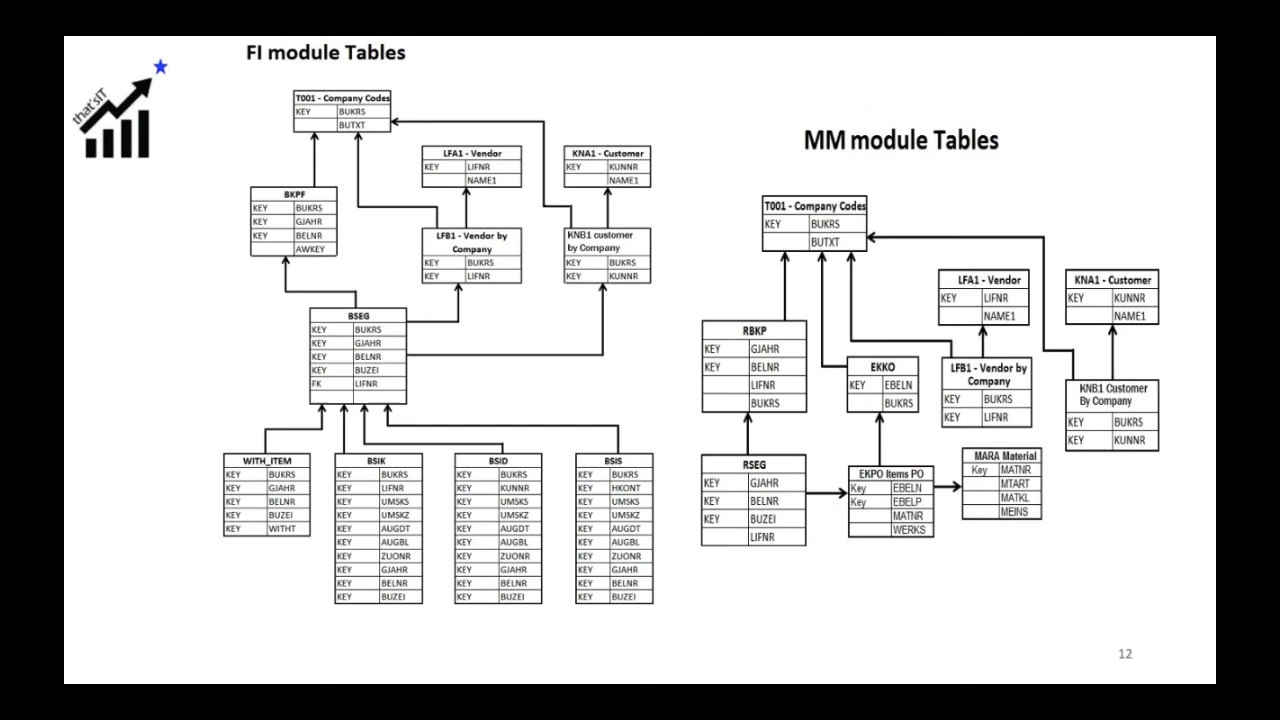 FI module Tables
that'sIT
T001 - Company Codes
KEY BUKRS
BUTXT
LFA1 - Vendor
KEY LIFNR
NAME1
KNA1 - Customer
KEY KUNNR
NAME1
BKPF
KEY BUKRS
KEY GJAHR
KEY BELNR
AWKEY
LFB1 - Vendor by
Company
KEY BUKRS
KEY LIFNR
KNB1 customer
by Company
KEY BUKRS
KEY KUNNR
BSEG
KEY BUKRS
KEY GJAHR
KEY BELNR
KEY BUZEI
FK LIFNR
WITH_ITEM
KEY BUKRS
KEY GJAHR
KEY BELNR
KEY BUZEI
KEY WITHT
BSIK
KEY BUKRS
KEY LIFNR
KEY UMSKS
KEY UMSKZ
KEY AUGDT
KEY AUGBL
KEY ZUONR
KEY GJAHR
KEY BELNR
KEY BUZEI
BSID
KEY BUKRS
KEY KUNNR
KEY UMSKS
KEY UMSKZ
KEY AUGDT
KEY AUGBL
KEY ZUONR
KEY GJAHR
KEY BELNR
KEY BUZEI
BSIS
KEY BUKRS
KEY HKONT
KEY UMSKS
KEY UMSKZ
KEY AUGDT
KEY AUGBL
KEY ZUONR
KEY GJAHR
KEY BELNR
KEY BUZEI
MM module Tables
T001 - Company Codes
KEY BUKRS
BUTXT
LFA1 - Vendor
KEY LIFNR
NAME1
KNA1 - Customer
KEY KUNNR
NAME1
RBKP
KEY GJAHR
KEY BELNR
LIFNR
BUKRS
EKKO
KEY EBELN
BUKRS
LFB1 - Vendor by
Company
KEY BUKRS
KEY LIFNR
KNB1 Customer
By Company
KEY BUKRS
KEY KUNNR
RSEG
KEY GJAHR
KEY BELNR
KEY BUZEI
LIFNR
EKPO Items PO
Key EBELN
Key EBELP
MATNR
WERKS
MARA Material
Key MATNR
MTART
MATKL
MEINS
12